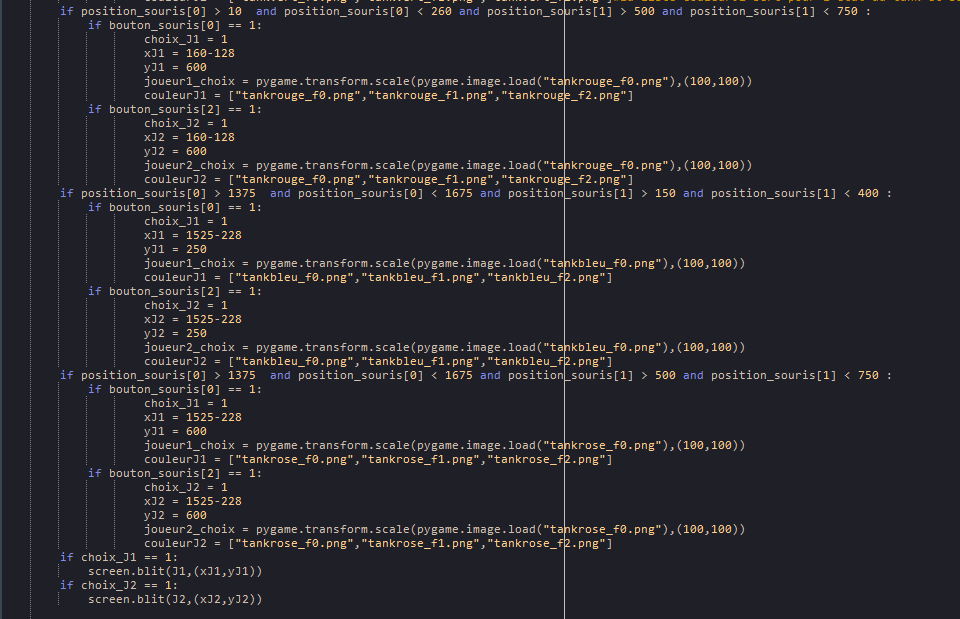 if position_souris[0] > 10  and position_souris[0] < 260 and position_souris[1] > 500 and position_souris[1] < 750 :
    if bouton_souris[0] == 1:
            choix_J1 = 1
            xJ1 = 160-128
            yJ1 = 600
            joueur1_choix = pygame.transform.scale(pygame.image.load("tankrouge_f0.png"),(100,100))
            couleurJ1 = ["tankrouge_f0.png","tankrouge_f1.png","tankrouge_f2.png"]
    if bouton_souris[2] == 1:
            choix_J2 = 1
            xJ2 = 160-128
            yJ2 = 600
            joueur2_choix = pygame.transform.scale(pygame.image.load("tankrouge_f0.png"),(100,100))
            couleurJ2 = ["tankrouge_f0.png","tankrouge_f1.png","tankrouge_f2.png"]
if position_souris[0] > 1375  and position_souris[0] < 1675 and position_souris[1] > 150 and position_souris[1] < 400 :
    if bouton_souris[0] == 1:
            choix_J1 = 1
            xJ1 = 1525-228
            yJ1 = 250
            joueur1_choix = pygame.transform.scale(pygame.image.load("tankbleu_f0.png"),(100,100))
            couleurJ1 = ["tankbleu_f0.png","tankbleu_f1.png","tankbleu_f2.png"]
    if bouton_souris[2] == 1:
            choix_J2 = 1
            xJ2 = 1525-228
            yJ2 = 250
            joueur2_choix = pygame.transform.scale(pygame.image.load("tankbleu_f0.png"),(100,100))
            couleurJ2 = ["tankbleu_f0.png","tankbleu_f1.png","tankbleu_f2.png"]
if position_souris[0] > 1375  and position_souris[0] < 1675 and position_souris[1] > 500 and position_souris[1] < 750 :
    if bouton_souris[0] == 1:
            choix_J1 = 1
            xJ1 = 1525-228
            yJ1 = 600
            joueur1_choix = pygame.transform.scale(pygame.image.load("tankrose_f0.png"),(100,100))
            couleurJ1 = ["tankrose_f0.png","tankrose_f1.png","tankrose_f2.png"]
    if bouton_souris[2] == 1:
            choix_J2 = 1
            xJ2 = 1525-228
            yJ2 = 600
            joueur2_choix = pygame.transform.scale(pygame.image.load("tankrose_f0.png"),(100,100))
            couleurJ2 = ["tankrose_f0.png","tankrose_f1.png","tankrose_f2.png"]
if choix_J1 == 1:
    screen.blit(J1,(xJ1,yJ1))
if choix_J2 == 1:
    screen.blit(J2,(xJ2,yJ2))